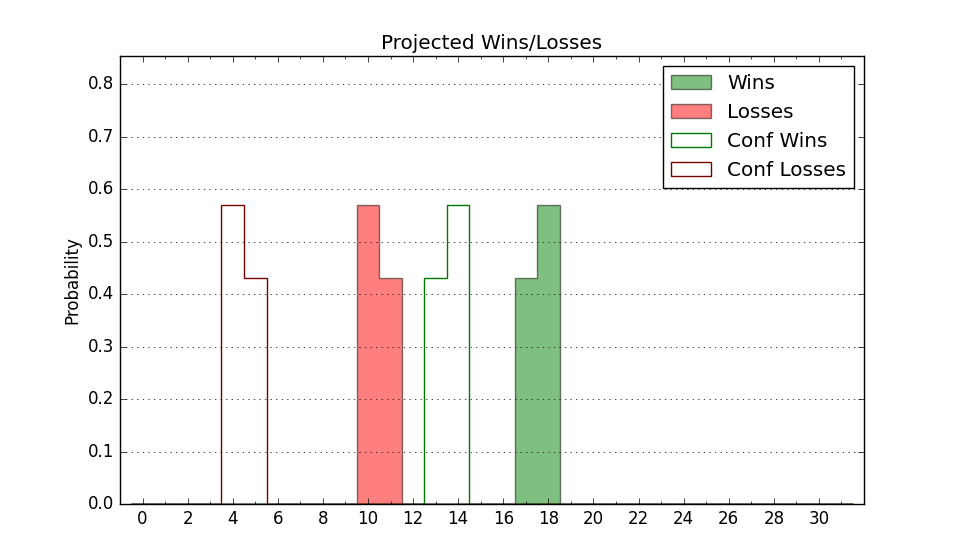 Projected Wins/Losses
Wins
Losses
Conf Wins
Conf Losses
Probability
0.8
0.7
0.6
0.5
0.4
0.3
0.2
0.1
0.0
0 2 4 6 8 10 12 14 16 18 20 22 24 26 28 30